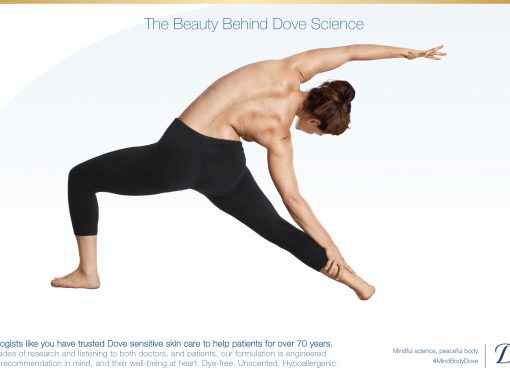 The Beauty Behind Dove Science
ogists like you have trusted Dove sensitive skin care to help patients for over 70 years.
ades of research and listening to both doctors, and patients, our formulation is engineered
recommendation in mind, and their well-being at heart. Dye-free. Unscented. Hypoallergenic.
Mindful science, peaceful body.
#MindBodyDove
D